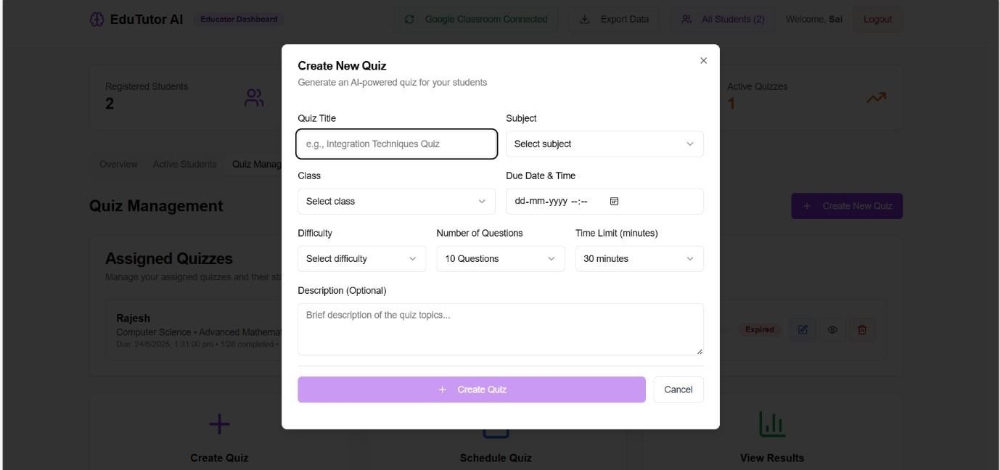 EduTutor AI Educator Dashboard Google Classroom Connected Export Data All Students (2) Welcome, Sai Logout
Registered Students
2
Active Quizzes
1
Overview Active Students Quiz Manag
Quiz Management
Create New Quiz
Assigned Quizzes
Manage your assigned quizzes and their sta
Rajesh
Computer Science • Advanced Mathemat
Due: 24/6/2025, 1:31:00 pm • 1/28 completed •
Expired
Create Quiz
Schedule Quiz
View Results
Create New Quiz
Generate an AI-powered quiz for your students
Quiz Title
e.g., Integration Techniques Quiz
Subject
Select subject
Class
Select class
Due Date & Time
dd-mm-yyyy --:--
Difficulty
Select difficulty
Number of Questions
10 Questions
Time Limit (minutes)
30 minutes
Description (Optional)
Brief description of the quiz topics...
Create Quiz
Cancel